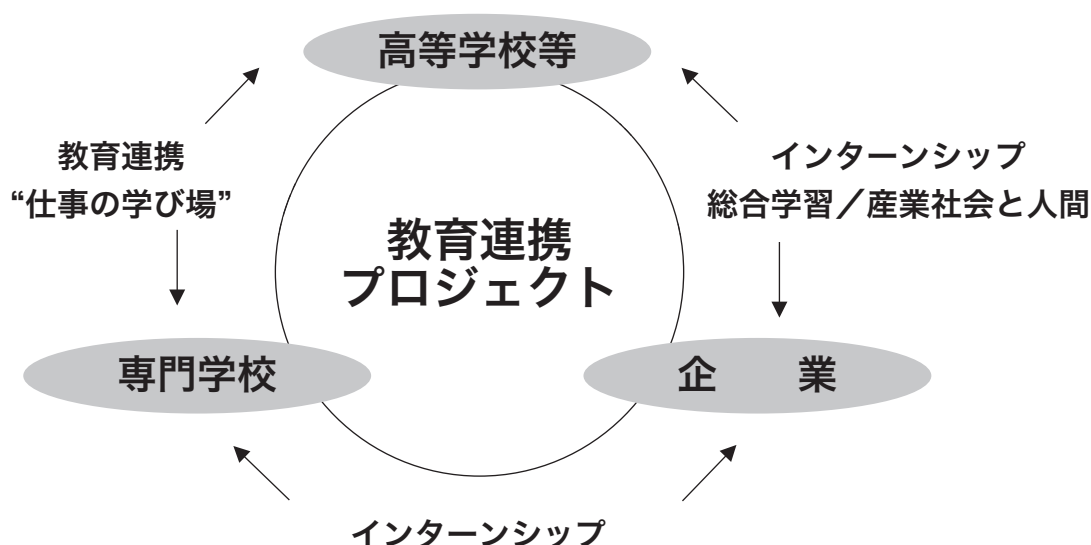 高等学校等
教育連携
“仕事の学び場”
インターンシップ
総合学習／産業社会と人間
教育連携
プロジェクト
専門学校
企　　業
インターンシップ